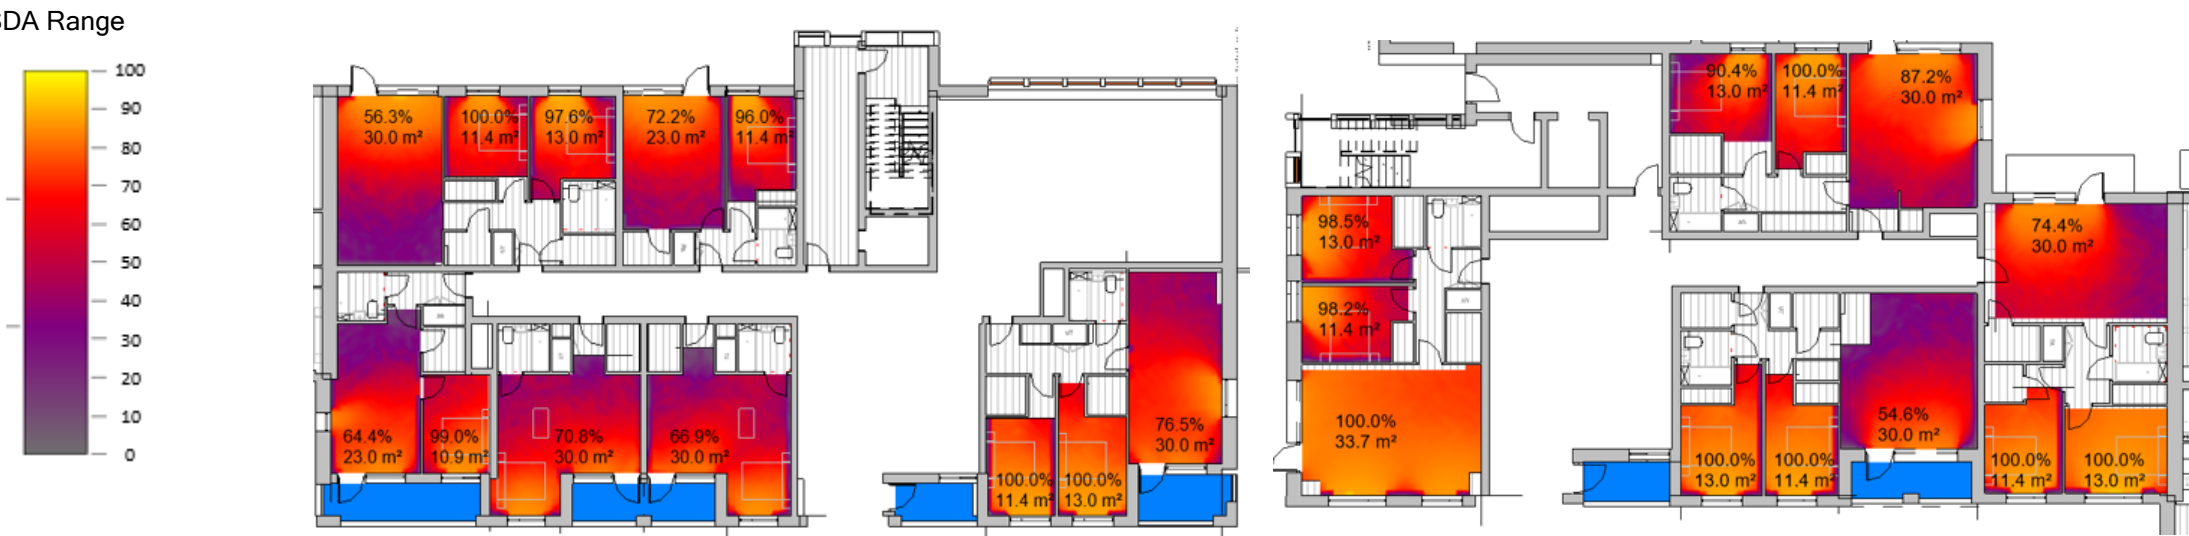 SDA Range
100
90
80
70
60
50
40
30
20
10
0
56.3%
30.0 m²
100.0%
11.4 m²
97.6%
13.0 m²
72.2%
23.0 m²
96.0%
11.4 m²
64.4%
23.0 m²
99.0%
10.9 m²
70.8%
30.0 m²
66.9%
30.0 m²
100.0%
11.4 m²
100.0%
13.0 m²
76.5%
30.0 m²
90.4%
13.0 m²
100.0%
11.4 m²
87.2%
30.0 m²
98.5%
13.0 m²
98.2%
11.4 m²
100.0%
33.7 m²
74.4%
30.0 m²
100.0%
13.0 m²
100.0%
11.4 m²
54.6%
30.0 m²
100.0%
11.4 m²
100.0%
13.0 m²